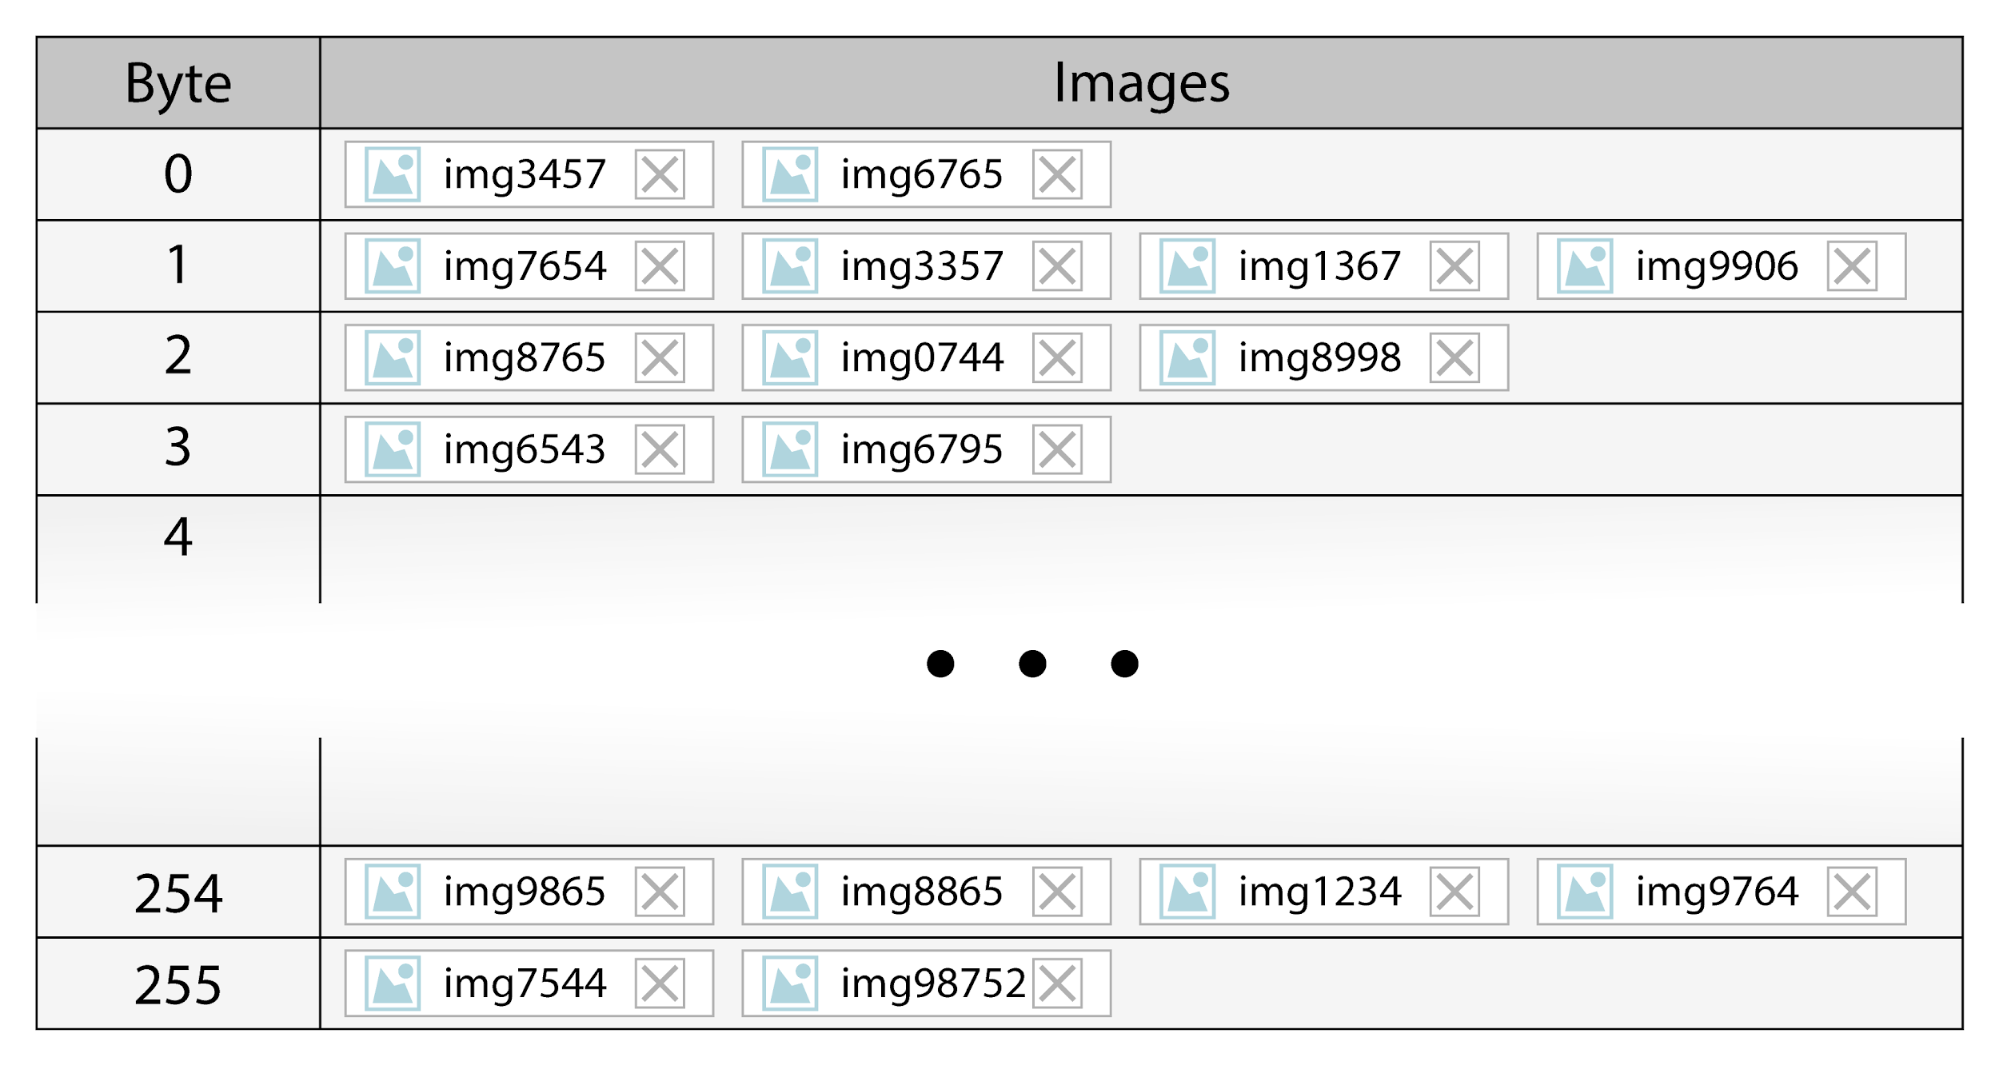 Byte Images
0 img3457 img6765
1 img7654 img3357 img1367 img9906
2 img8765 img0744 img8998
3 img6543 img6795
4
254 img9865 img8865 img1234 img9764
255 img7544 img98752